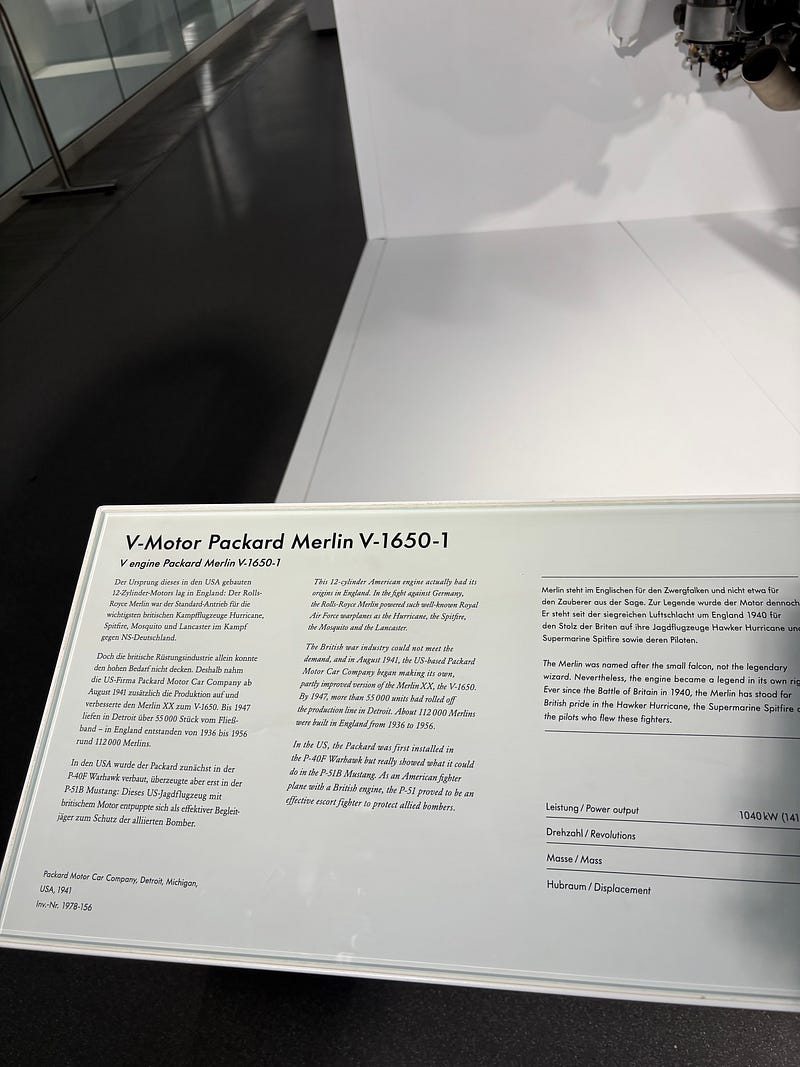 V-Motor Packard Merlin V-1650-1
V engine Packard Merlin V-1650-1
Der Ursprung dieses in den USA gebauten
12-Zylinder-Motors lag in England: Der Rolls-
Royce Merlin war der Standard-Antrieb für die
wichtigsten britischen Kampfflugzeuge Hurricane,
Spitfire, Mosquito und Lancaster im Kampf
gegen NS-Deutschland.
Doch die britische Rüstungsindustrie allein konnte
den hohen Bedarf nicht decken. Deshalb nahm
die US-Firma Packard Motor Car Company ab
August 1941 zusätzlich die Produktion auf und
verbesserte den Merlin XX zum V-1650. Bis 1947
liefen in Detroit über 55 000 Stück vom Fließ-
band – in England entstanden von 1936 bis 1956
rund 112 000 Merlins.
In den USA wurde der Packard zunächst in der
P-40F Warhawk verbaut, überzeugte aber erst in der
P-51B Mustang: Dieses US-Jagdflugzeug mit
britischem Motor entpuppte sich als effektiver Begleit-
jäger zum Schutz der alliierten Bomber.
Packard Motor Car Company, Detroit, Michigan,
USA, 1941
Inv.-Nr. 1978-156
This 12-cylinder American engine actually had its
origins in England. In the fight against Germany,
the Rolls-Royce Merlin powered such well-known Royal
Air Force warplanes as the Hurricane, the Spitfire,
the Mosquito and the Lancaster.
The British war industry could not meet the
demand, and in August 1941, the US-based Packard
Motor Car Company began making its own,
partly improved version of the Merlin XX, the V-1650.
By 1947, more than 55 000 units had rolled off
the production line in Detroit. About 112 000 Merlins
were built in England from 1936 to 1956.
In the US, the Packard was first installed in
the P-40F Warhawk but really showed what it could
do in the P-51B Mustang. As an American fighter
plane with a British engine, the P-51 proved to be an
effective escort fighter to protect allied bombers.
Merlin steht im Englischen für den Zwergfalken und nicht etwa für
den Zauberer aus der Sage. Zur Legende wurde der Motor dennoch
Er steht seit der siegreichen Luftschlacht um England 1940 für
den Stolz der Briten auf ihre Jagdflugzeuge Hawker Hurricane und
Supermarine Spitfire sowie deren Piloten.
The Merlin was named after the small falcon, not the legendary
wizard. Nevertheless, the engine became a legend in its own rig
Ever since the Battle of Britain in 1940, the Merlin has stood for
British pride in the Hawker Hurricane, the Supermarine Spitfire
the pilots who flew these fighters.
Leistung / Power output 1040 kW (141
Drehzahl / Revolutions
Masse / Mass
Hubraum / Displacement